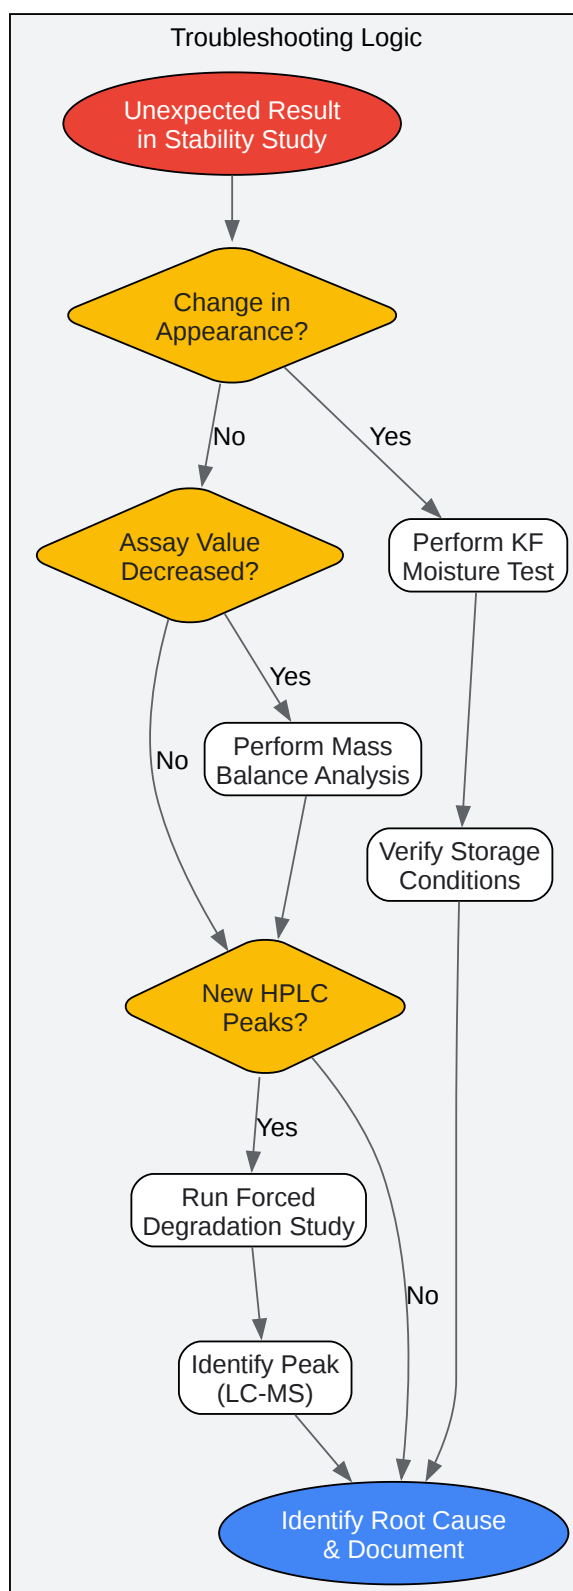 Troubleshooting Logic
Unexpected Result
in Stability Study
Change in
Appearance?
No
Yes
Assay Value
Decreased?
Perform KF
Moisture Test
Yes
No
Perform Mass
Balance Analysis
Verify Storage
Conditions
New HPLC
Peaks?
Yes
Run Forced
Degradation Study
No
Identify Peak
(LC-MS)
Identify Root Cause
& Document